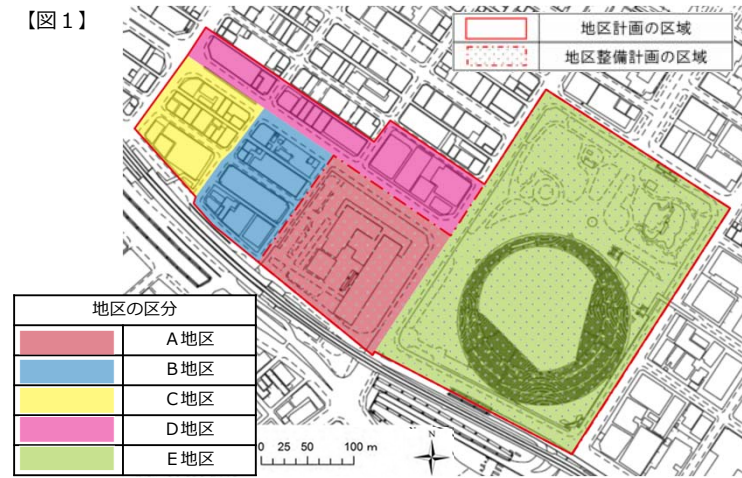 【図１】
地区計画の区域
地区整備計画の区域
地区の区分
A地区
B地区
C地区
D地区
E地区
0 25 50 100 m
N